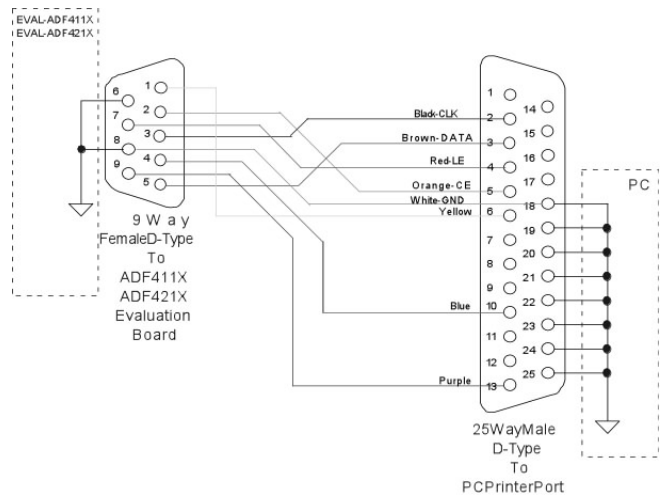 EVAL-ADF411X
EVAL-ADF421X
6
7
8
9
1
2
3
4
5
9 Way
FemaleD-Type
To
ADF411X
ADF421X
Evaluation
Board
Black-CLK
Brown-DATA
Red-LE
Orange-CE
White-GND
Yellow
Blue
Purple
1
2
3
4
5
6
7
8
9
10
11
12
13
14
15
16
17
18
19
20
21
22
23
24
25
25WayMale
D-Type
To
PCPrinterPort
PC